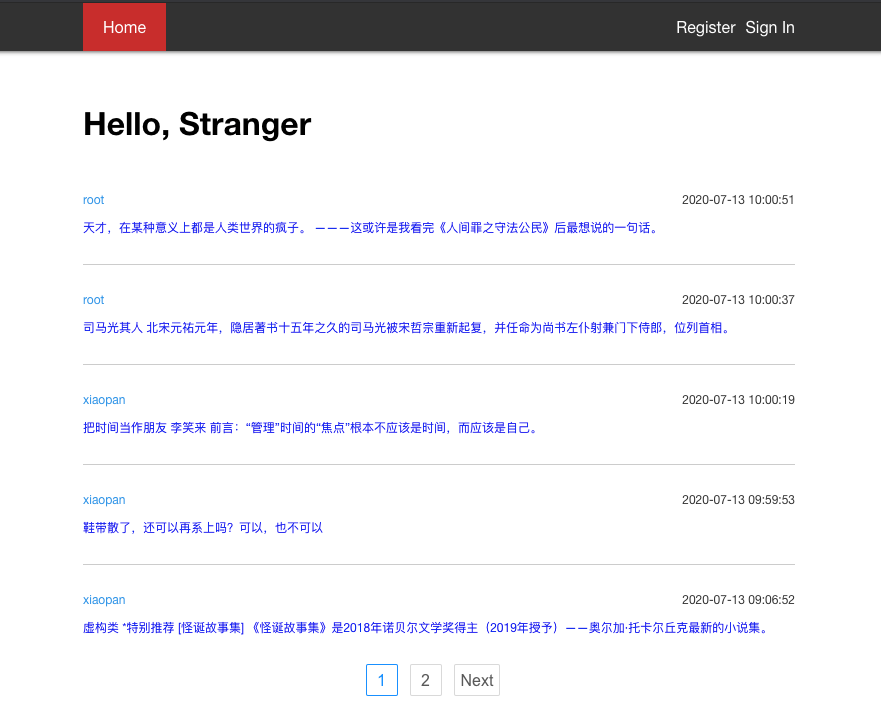 Home Register Sign In
Hello, Stranger
root 2020-07-13 10:00:51
天才，在某种意义上都是人类世界的疯子。 ———这或许是我看完《人间罪之守法公民》后最想说的一句话。
root 2020-07-13 10:00:37
司马光其人 北宋元祐元年，隐居著书十五年之久的司马光被宋哲宗重新起复，并任命为尚书左仆射兼门下侍郎，位列首相。
xiaopan 2020-07-13 10:00:19
把时间当作朋友 李笑来 前言：“管理”时间的“焦点”根本不应该是时间，而应该是自己。
xiaopan 2020-07-13 09:59:53
鞋带散了，还可以再系上吗？可以，也不可以
xiaopan 2020-07-13 09:06:52
虚构类 *特别推荐 [怪诞故事集] 《怪诞故事集》是2018年诺贝尔文学奖得主（2019年授予）——奥尔加·托卡尔丘克最新的小说集。
1 2 Next